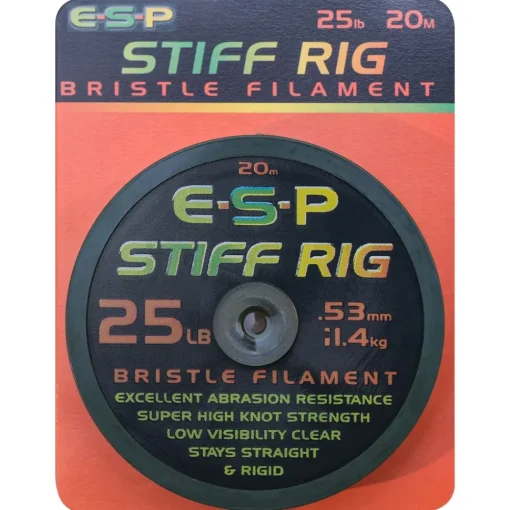 E·S·P 25lb 20M
STIFF RIG
BRISTLE FILAMENT
20m
E·S·P
STIFF RIG
25LB .53mm
11.4kg
BRISTLE FILAMENT
EXCELLENT ABRASION RESISTANCE
SUPER HIGH KNOT STRENGTH
LOW VISIBILITY CLEAR
STAYS STRAIGHT
& RIGID